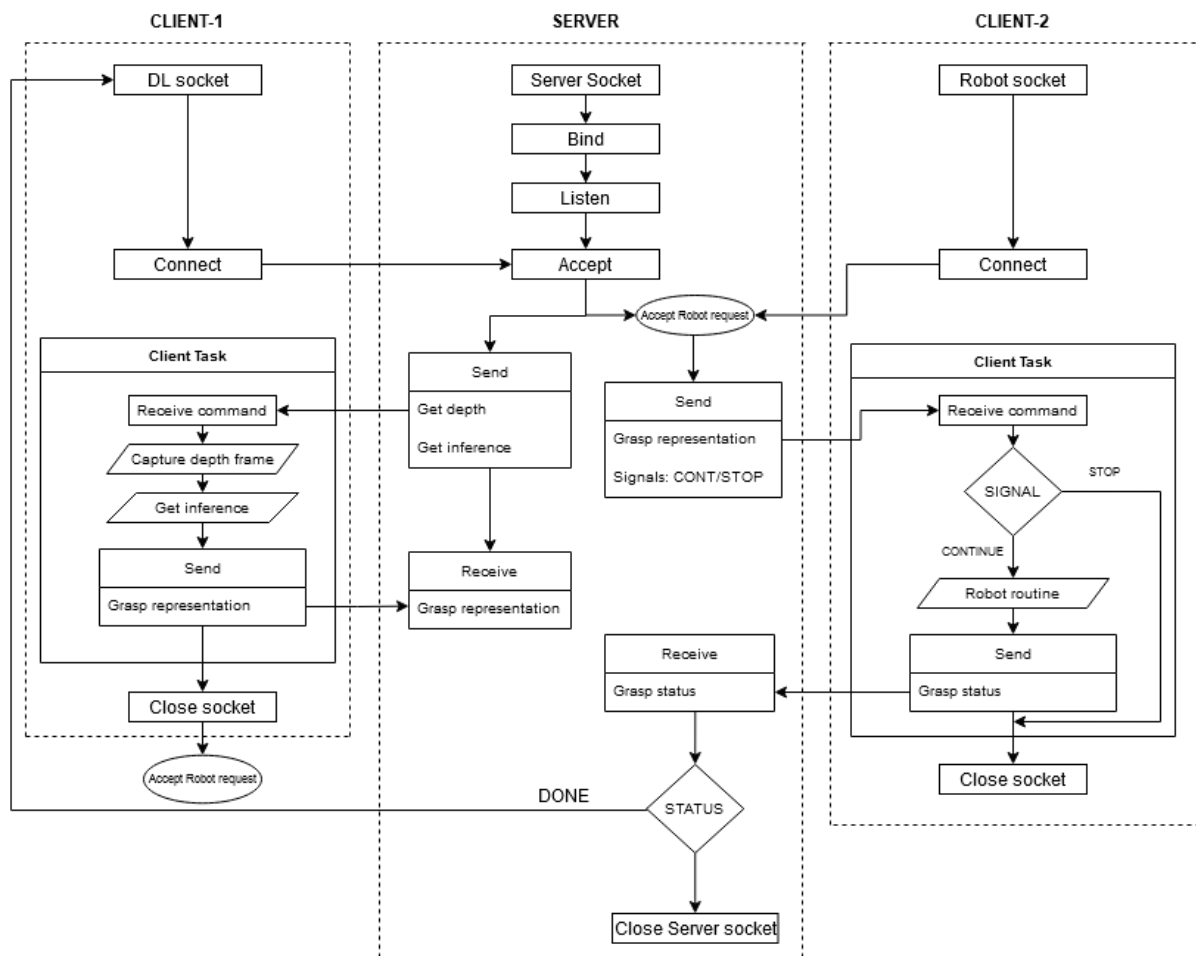 CLIENT-1
SERVER
CLIENT-2
DL socket
Server Socket
Robot socket
Bind
Listen
Connect
Accept
Connect
Accept Robot request
Client Task
Receive command
Capture depth frame
Get inference
Send
Grasp representation
Close socket
Accept Robot request
Send
Get depth
Get inference
Receive
Grasp representation
Send
Grasp representation
Signals: CONT/STOP
Receive
Grasp status
STATUS
DONE
Close Server socket
Client Task
Receive command
SIGNAL
STOP
CONTINUE
Robot routine
Send
Grasp status
Close socket